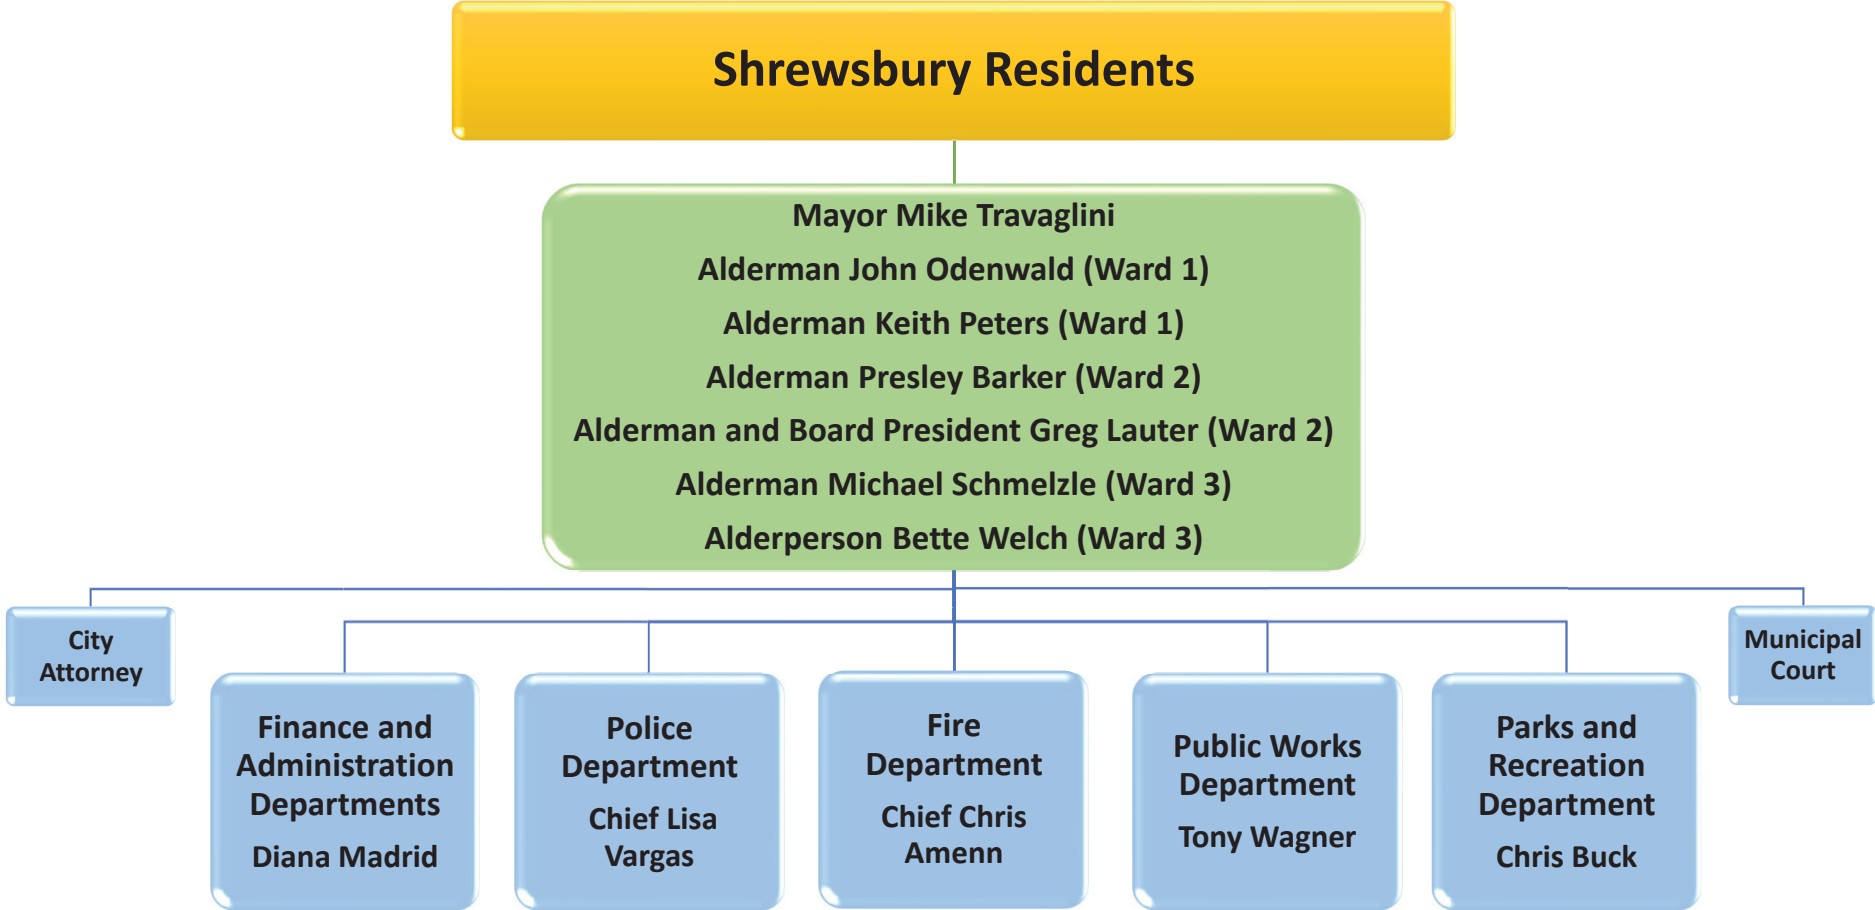 Shrewsbury Residents
Mayor Mike Travaglini
Alderman John Odenwald (Ward 1)
Alderman Keith Peters (Ward 1)
Alderman Presley Barker (Ward 2)
Alderman and Board President Greg Lauter (Ward 2)
Alderman Michael Schmelzle (Ward 3)
Alderperson Bette Welch (Ward 3)
City
Attorney
Finance and
Administration
Departments
Diana Madrid
Police
Department
Chief Lisa
Vargas
Fire
Department
Chief Chris
Amenn
Public Works
Department
Tony Wagner
Parks and
Recreation
Department
Chris Buck
Municipal
Court